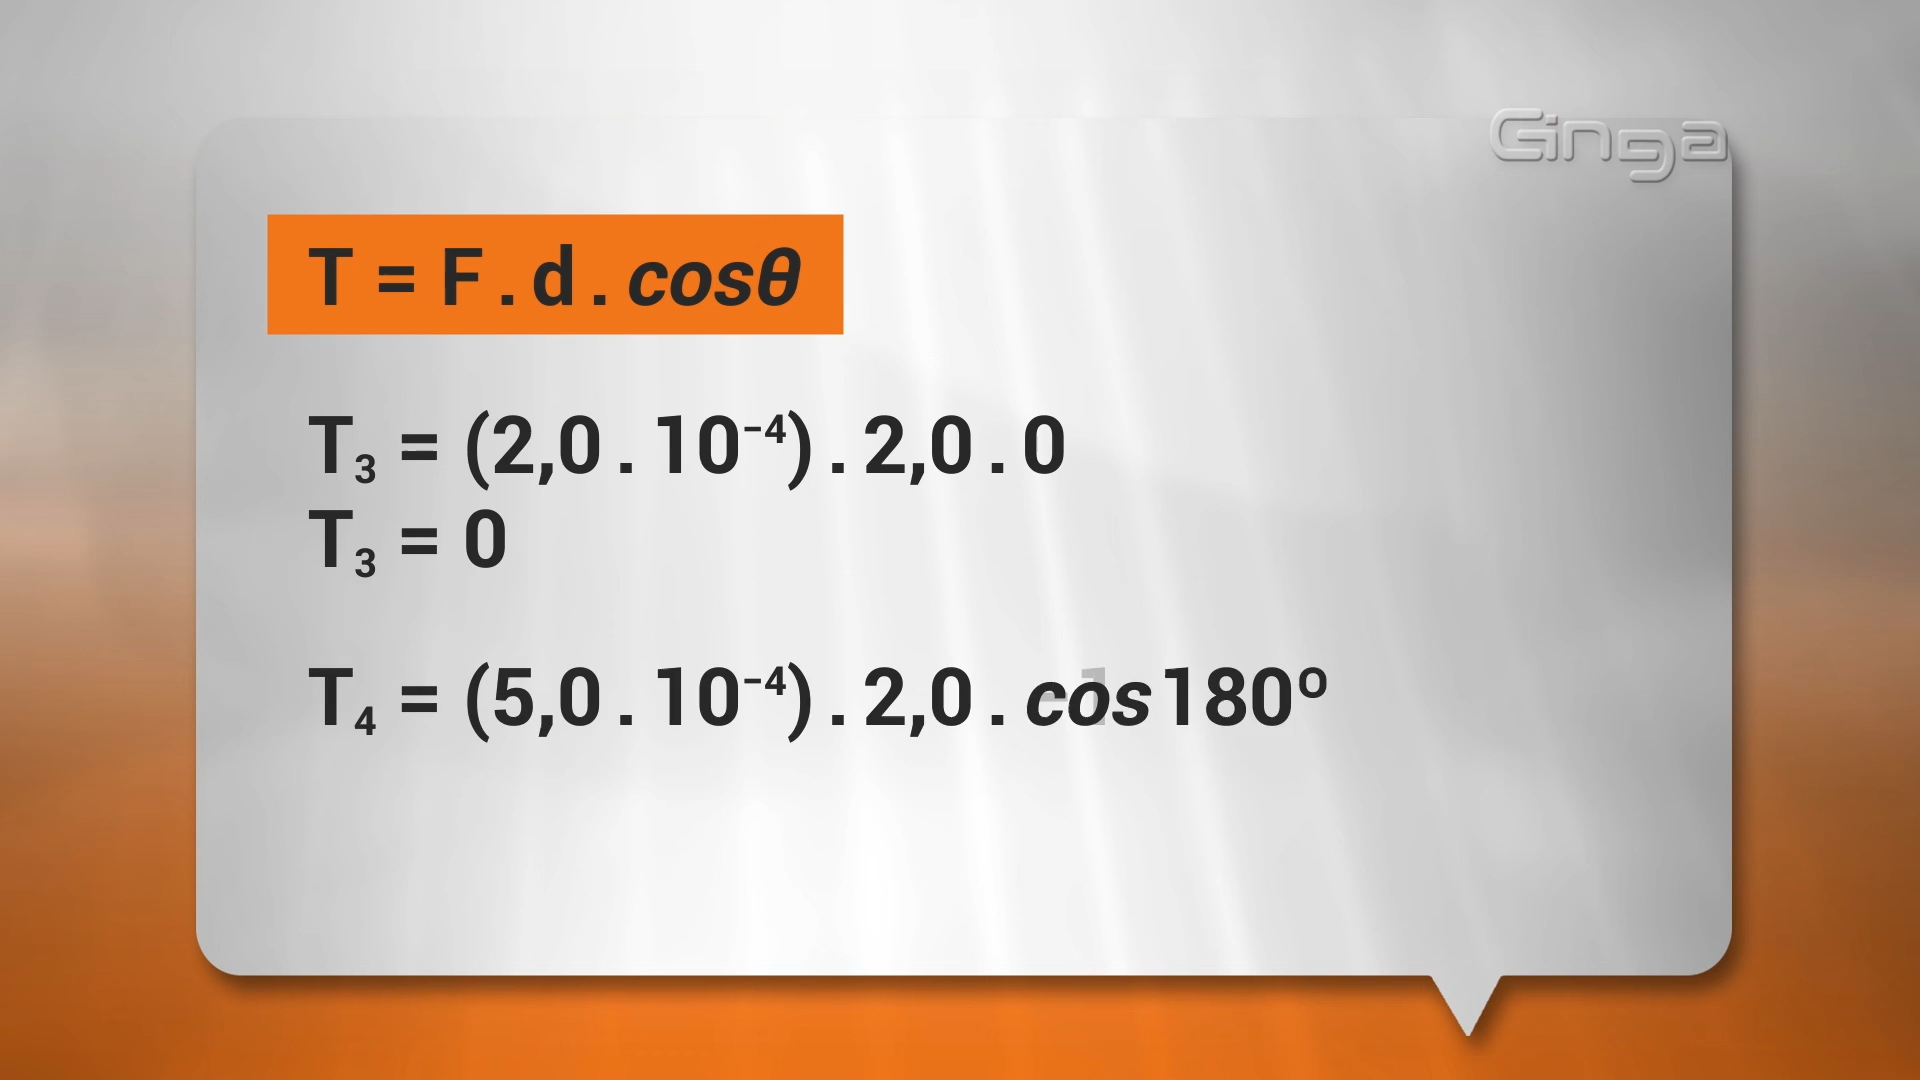 Ginga
T = F . d . cosθ
T₃ = (2,0 . 10⁻⁴) . 2,0 . 0
T₃ = 0
T₄ = (5,0 . 10⁻⁴) . 2,0 . cos180º